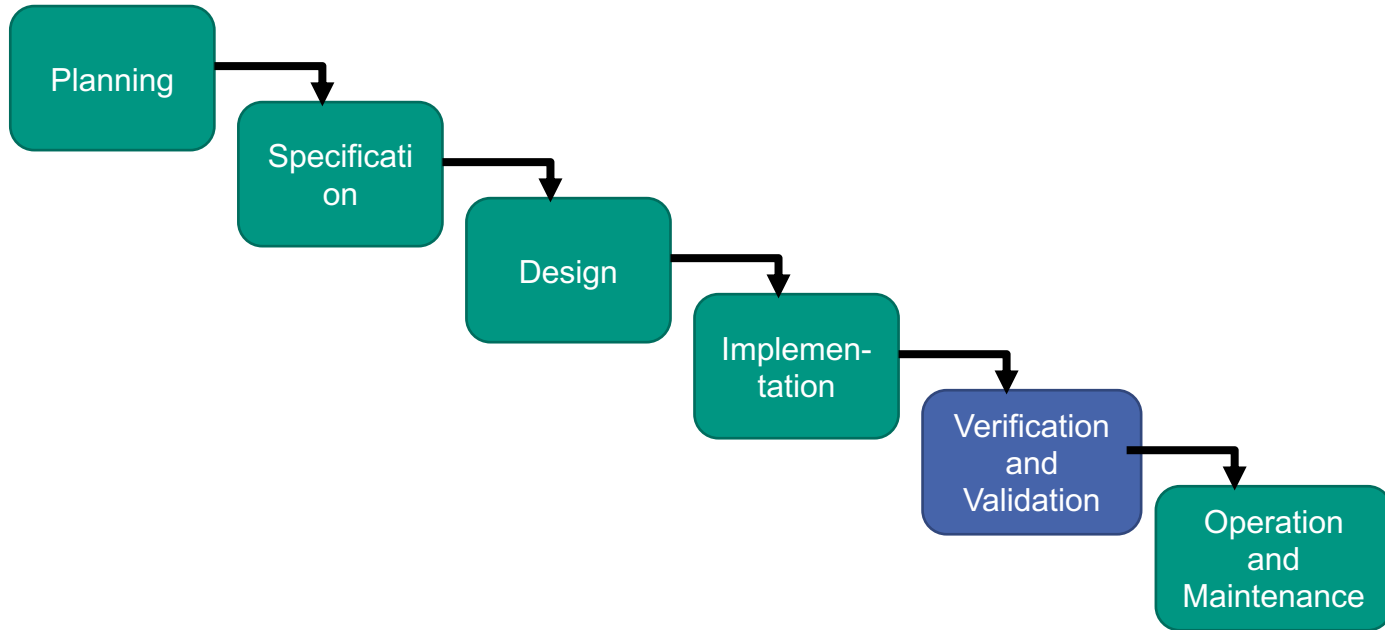 Planning
Specificati
on
Design
Implemen-
tation
Verification
and
Validation
Operation
and
Maintenance